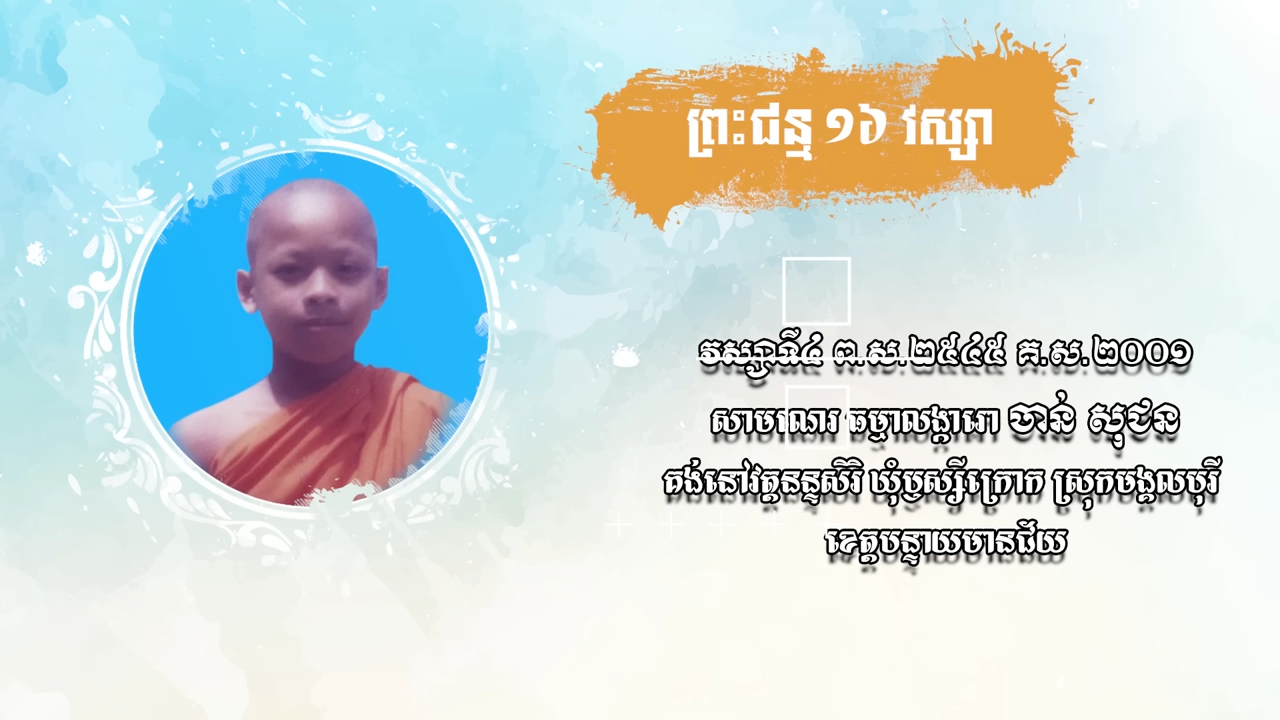 ព្រះជន្ម ១៦ វស្សា
វស្សាទី៤ ព.ស.២៥៤៥ គ.ស.២០០១
សាមណេរ ធម្មាលង្ការោ ចាន់ សុជន
គង់នៅវត្តនន្ទសិរិ ឃុំឫស្សីក្រោក ស្រុកមង្គលបុរី
ខេត្តបន្ទាយមានជ័យ